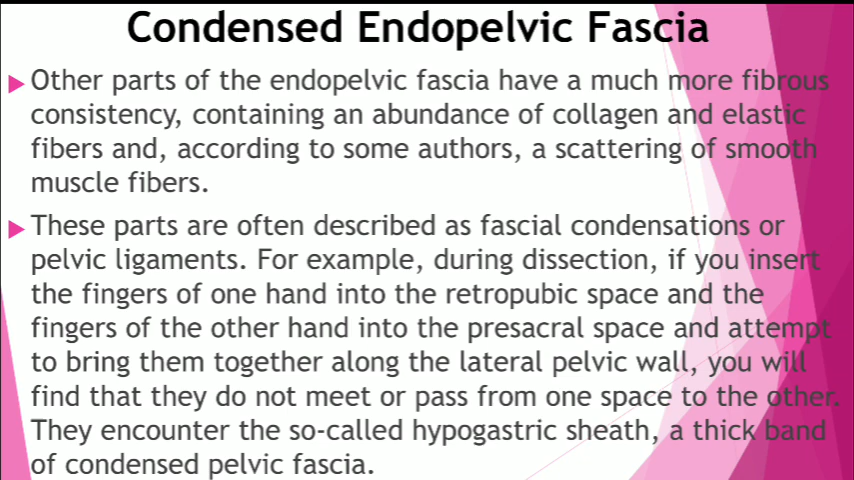 Condensed Endopelvic Fascia
Other parts of the endopelvic fascia have a much more fibrous
consistency, containing an abundance of collagen and elastic
fibers and, according to some authors, a scattering of smooth
muscle fibers.
These parts are often described as fascial condensations or
pelvic ligaments. For example, during dissection, if you insert
the fingers of one hand into the retropubic space and the
fingers of the other hand into the presacral space and attempt
to bring them together along the lateral pelvic wall, you will
find that they do not meet or pass from one space to the other.
They encounter the so-called hypogastric sheath, a thick band
of condensed pelvic fascia.